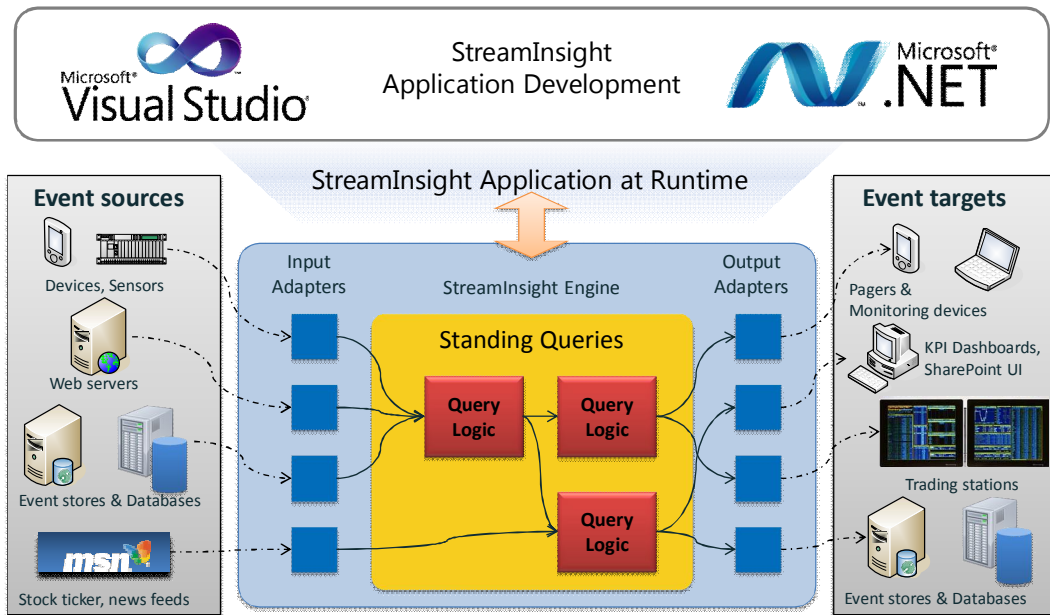 Microsoft®
Visual Studio®
StreamInsight
Application Development
Microsoft®
.NET
StreamInsight Application at Runtime
Event sources
Devices, Sensors
Web servers
Event stores & Databases
msn
Stock ticker, news feeds
Input
Adapters
StreamInsight Engine
Output
Adapters
Standing Queries
Query
Logic
Query
Logic
Query
Logic
Event targets
Pagers &
Monitoring devices
KPI Dashboards,
SharePoint UI
Trading stations
Event stores & Databases